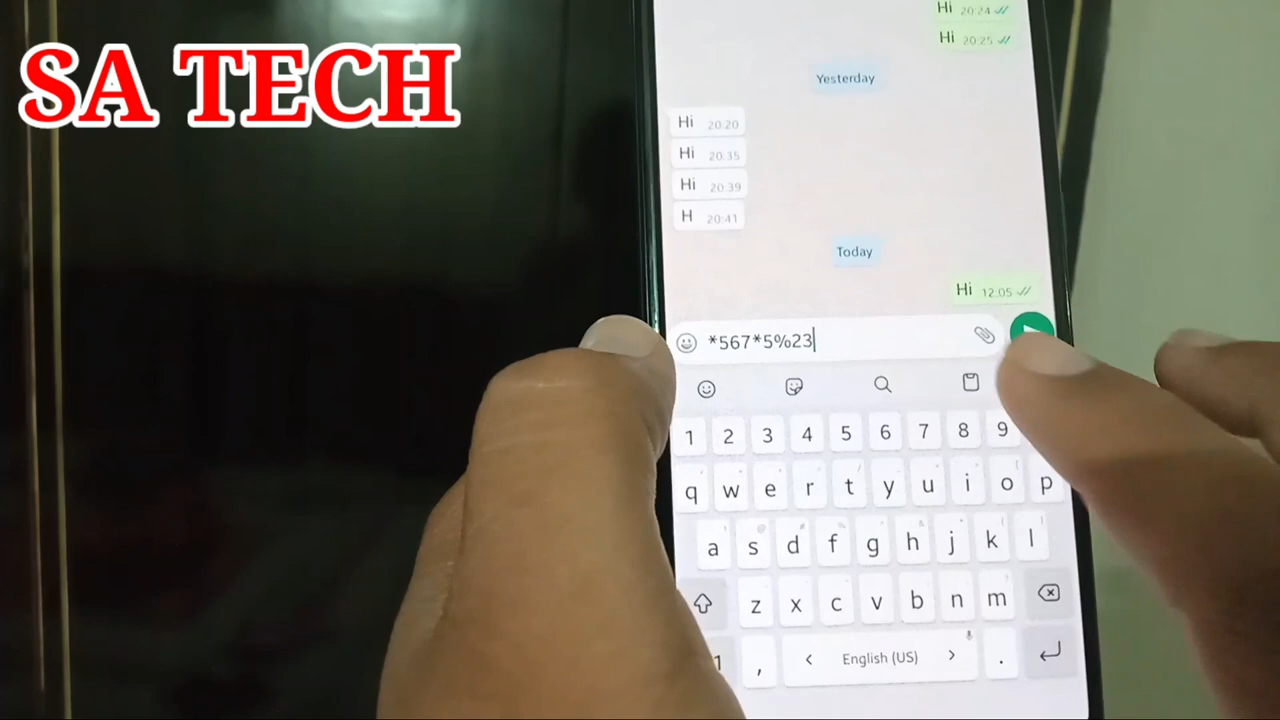 SA TECH
Hi 20:24
Hi 20:25
Yesterday
Hi 20:20
Hi 20:35
Hi 20:39
H 20:41
Today
Hi 12:05
*567*5%23
1 2 3 4 5 6 7 8 9
q w e r t y u i o p
a s d f g h j k l
z x c v b n m
1 , < English (US) > .